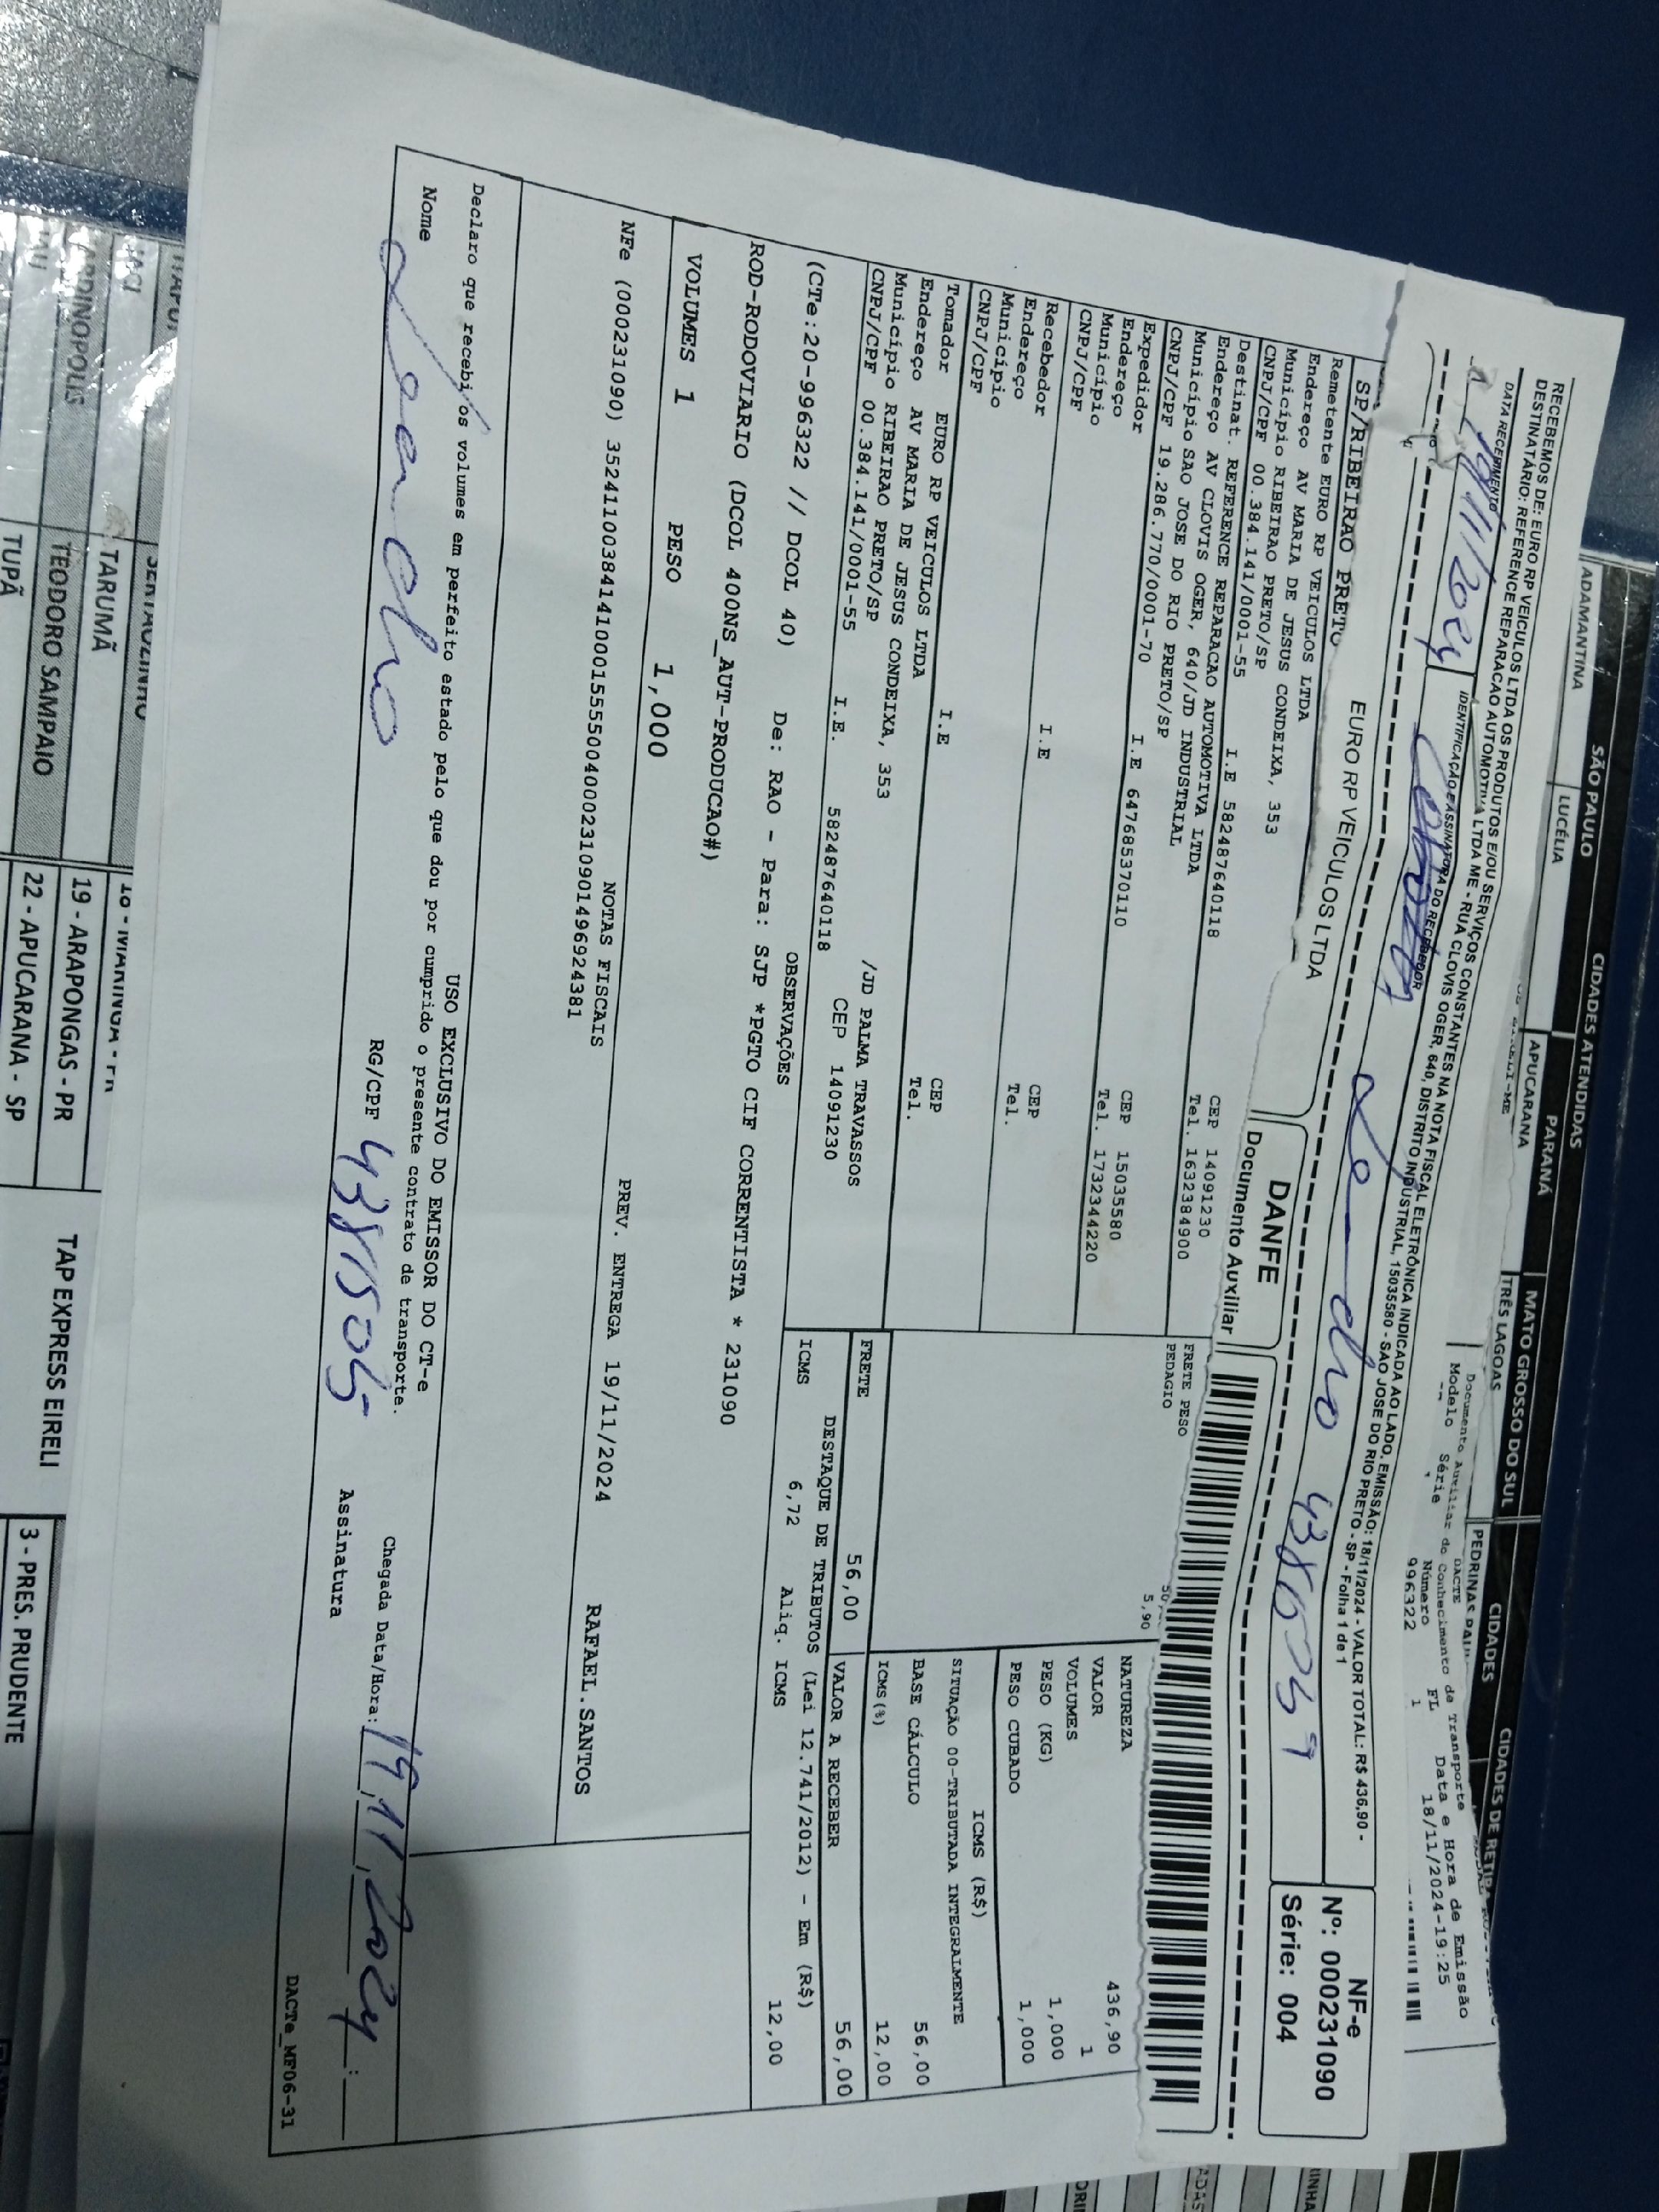 SÃO PAULO
CIDADES ATENDIDAS
PARANÁ
MATO GROSSO DO SUL
CIDADES
ADAMANTINA
LUCÉLIA
APUCARANA
TRÊS LAGOAS
RECEBEMOS DE: EURO RP VEÍCULOS LTDA OS PRODUTOS E/OU SERVIÇOS CONSTANTES NA NOTA FISCAL ELETRÔNICA INDICADA AO LADO. EMISSÃO: 18/11/2024 - VALOR TOTAL: R$ 436,90 -
DESTINATÁRIO: REFERENCE REPARACAO AUTOMOTIVA LTDA ME - RUA CLOVIS OGER, 640, DISTRITO INDUSTRIAL, 15035580 - SAO JOSE DO RIO PRETO - SP - Folha 1 de 1
DATA RECEBIMENTO
IDENTIFICAÇÃO E ASSINATURA DO RECEBEDOR
19/11/2024
Leandro
NF-e
Nº: 000231090
Série: 004
Documento Auxiliar do Conhecimento de Transporte
DACTE
Modelo Série Número FL Data e Hora de Emissão
996322 1 18/11/2024-19:25
EURO RP VEICULOS LTDA
DANFE
Documento Auxiliar
SP/RIBEIRAO PRETO
Remetente EURO RP VEICULOS LTDA
Endereço AV MARIA DE JESUS CONDEIXA, 353
Município RIBEIRAO PRETO/SP CEP 14091230
CNPJ/CPF 00.384.141/0001-55 I.E 582487640118 Tel. 1632384900
Destinat. REFERENCE REPARACAO AUTOMOTIVA LTDA
Endereço AV CLOVIS OGER, 640/JD INDUSTRIAL
Município SAO JOSE DO RIO PRETO/SP CEP 15035580
CNPJ/CPF 19.286.770/0001-70 I.E 647685370110 Tel. 1732344220
Expedidor
Endereço
Município CEP
CNPJ/CPF I.E Tel.
Recebedor
Endereço
Município CEP
CNPJ/CPF I.E Tel.
Tomador EURO RP VEICULOS LTDA
Endereço AV MARIA DE JESUS CONDEIXA, 353 /JD PALMA TRAVASSOS
Município RIBEIRAO PRETO/SP CEP 14091230
CNPJ/CPF 00.384.141/0001-55 I.E. 582487640118
FRETE PESO
PEDAGIO 5,90
FRETE 56,00
NATUREZA
VALOR 436,90
VOLUMES 1
PESO (KG) 1,000
PESO CUBADO 1,000
ICMS (R$)
SITUAÇÃO 00-TRIBUTADA INTEGRALMENTE
BASE CÁLCULO 56,00
ICMS(%) 12,00
VALOR A RECEBER 56,00
DESTAQUE DE TRIBUTOS (Lei 12.741/2012) - Em (R$)
ICMS 6,72 Aliq. ICMS 12,00
OBSERVAÇÕES
(CTe:20-996322 // DCOL 40) De: RAO - Para: SJP *PGTO CIF CORRENTISTA * 231090
ROD-RODOVIARIO (DCOL 400NS_AUT-PRODUCAO#)
VOLUMES 1 PESO 1,000
NOTAS FISCAIS
NFe (000231090) 35241100384141000155550040002310901496924381
PREV. ENTREGA 19/11/2024 RAFAEL.SANTOS
USO EXCLUSIVO DO EMISSOR DO CT-e
Declaro que recebi os volumes em perfeito estado pelo que dou por cumprido o presente contrato de transporte.
Nome Leandro RG/CPF Assinatura Chegada Data/Hora: 19/11/2024
DACTe_MF06-31
TARUMÃ
TEODORO SAMPAIO
TUPÃ
19 - ARAPONGAS - PR
22 - APUCARANA - SP
TAP EXPRESS EIRELI
3 - PRES. PRUDENTE